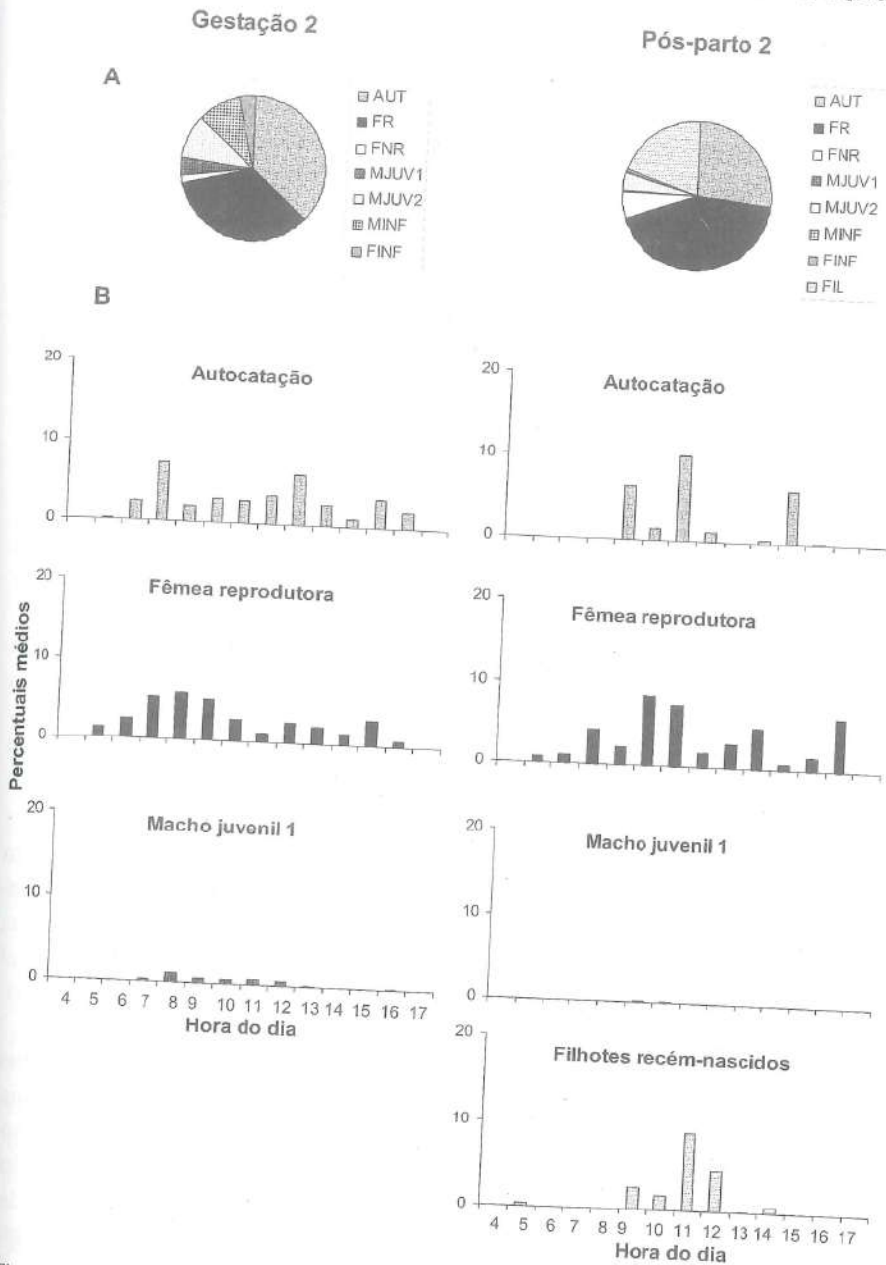 Gestação 2
Pós-parto 2
A
AUT
FR
FNR
MJUV1
MJUV2
MINF
FINF
AUT
FR
FNR
MJUV1
MJUV2
MINF
FINF
FIL
B
Percentuais médios
20
10
0
Autocatação
20
10
0
Autocatação
20
10
0
Fêmea reprodutora
20
10
0
Fêmea reprodutora
20
10
0
Macho juvenil 1
4 5 6 7 8 9 10 11 12 13 14 15 16 17
Hora do dia
20
10
0
Macho juvenil 1
20
10
0
Filhotes recém-nascidos
4 5 6 7 8 9 10 11 12 13 14 15 16 17
Hora do dia